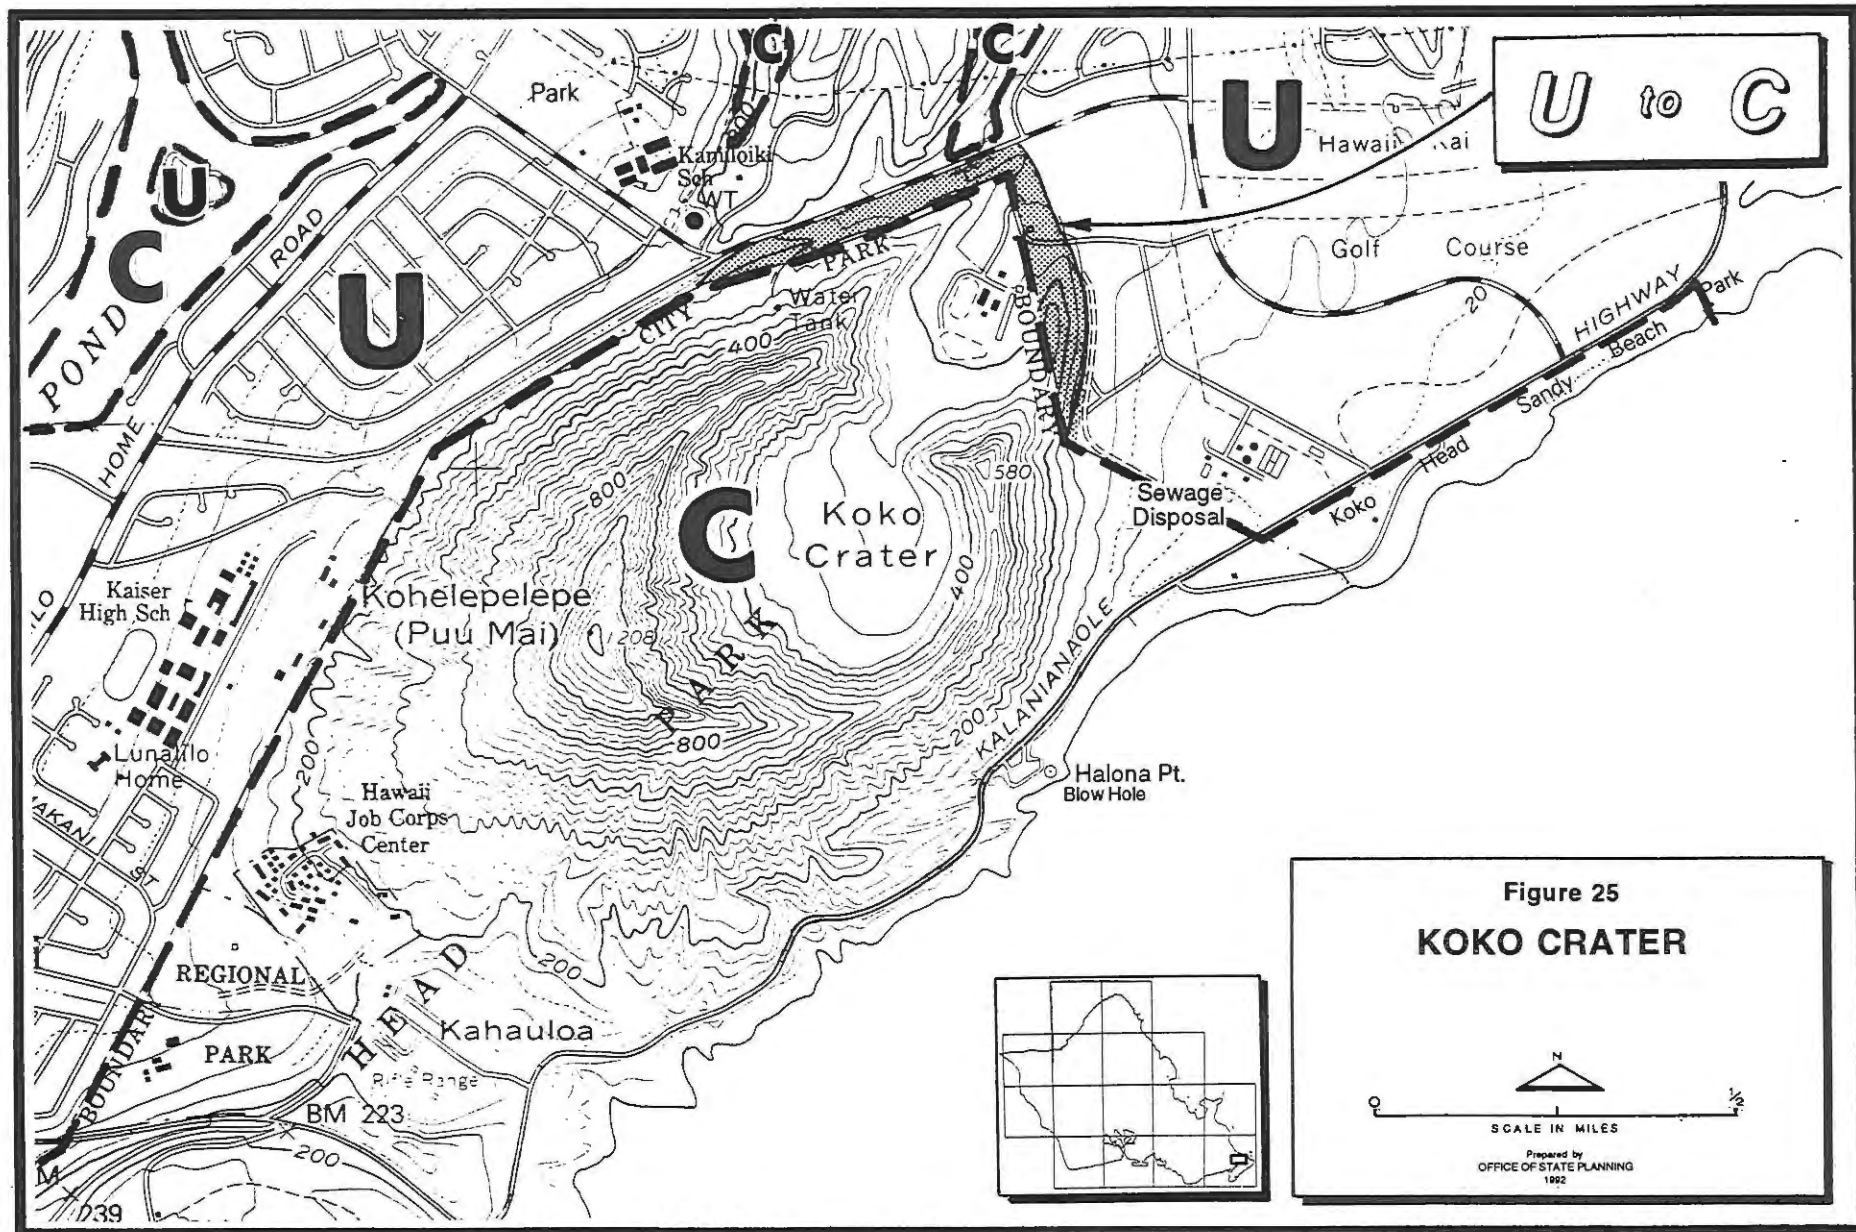 C
C
U to C
Park
800
Kamiloiki
Sch
WT
U
Hawaii Kai
U
ROAD
C
U
POND
CITY
PARK
BOUNDARY
Golf Course
20
HIGHWAY
Park
Beach
Sandy
Head
Koko
Water
Tank
400
HOME
800
580
C
Koko
Crater
Sewage
Disposal
400
Kaiser
High Sch
Kohelepelepe
(Puu Mai)
1208
PARK
800
200
KALANIANAOLE
Lunalilo
Home
200
Halona Pt.
Blow Hole
Hawaii
Job Corps
Center
ST
REGIONAL
PARK
BOUNDARY
HEAD
200
Kahauloa
Rifle Range
BM 223
200
M
239
Figure 25
KOKO CRATER
N
0 1/2
SCALE IN MILES
Prepared by
OFFICE OF STATE PLANNING
1992